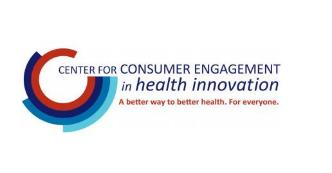 CENTER FOR CONSUMER ENGAGEMENT
in health innovation
A better way to better health. For everyone.